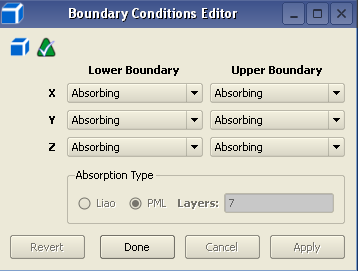 Boundary Conditions Editor
Lower Boundary Upper Boundary
X Absorbing Absorbing
Y Absorbing Absorbing
Z Absorbing Absorbing
Absorption Type
Liao PML Layers: 7
Revert Done Cancel Apply